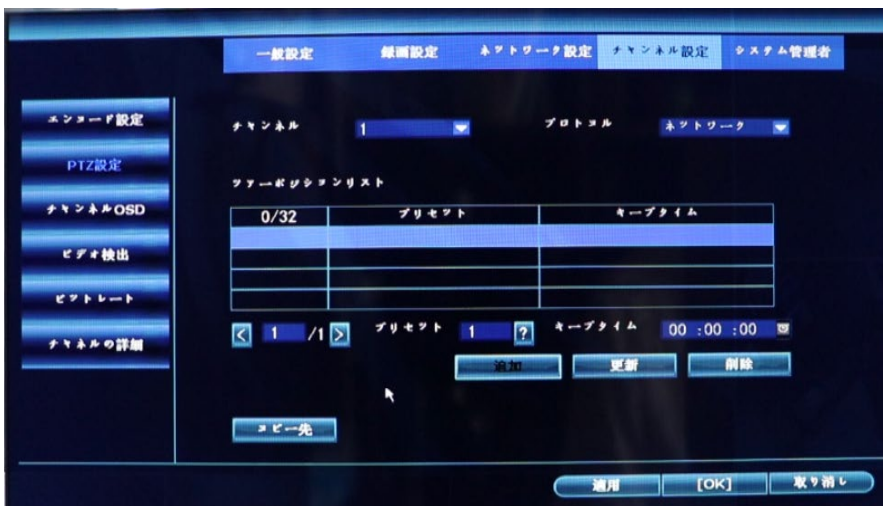 一般設定 録画設定 ネットワーク設定 チャンネル設定 システム管理者
エンコード設定
PTZ設定
チャンネルOSD
ビデオ検出
ビットレート
チャネルの詳細
チャンネル 1 プロトコル ネットワーク
ツアーポジションリスト
0/32 プリセット キープタイム
< 1 /1 > プリセット 1 ? キープタイム 00 :00 :00
追加 更新 削除
コピー先
適用 [OK] 取り消し